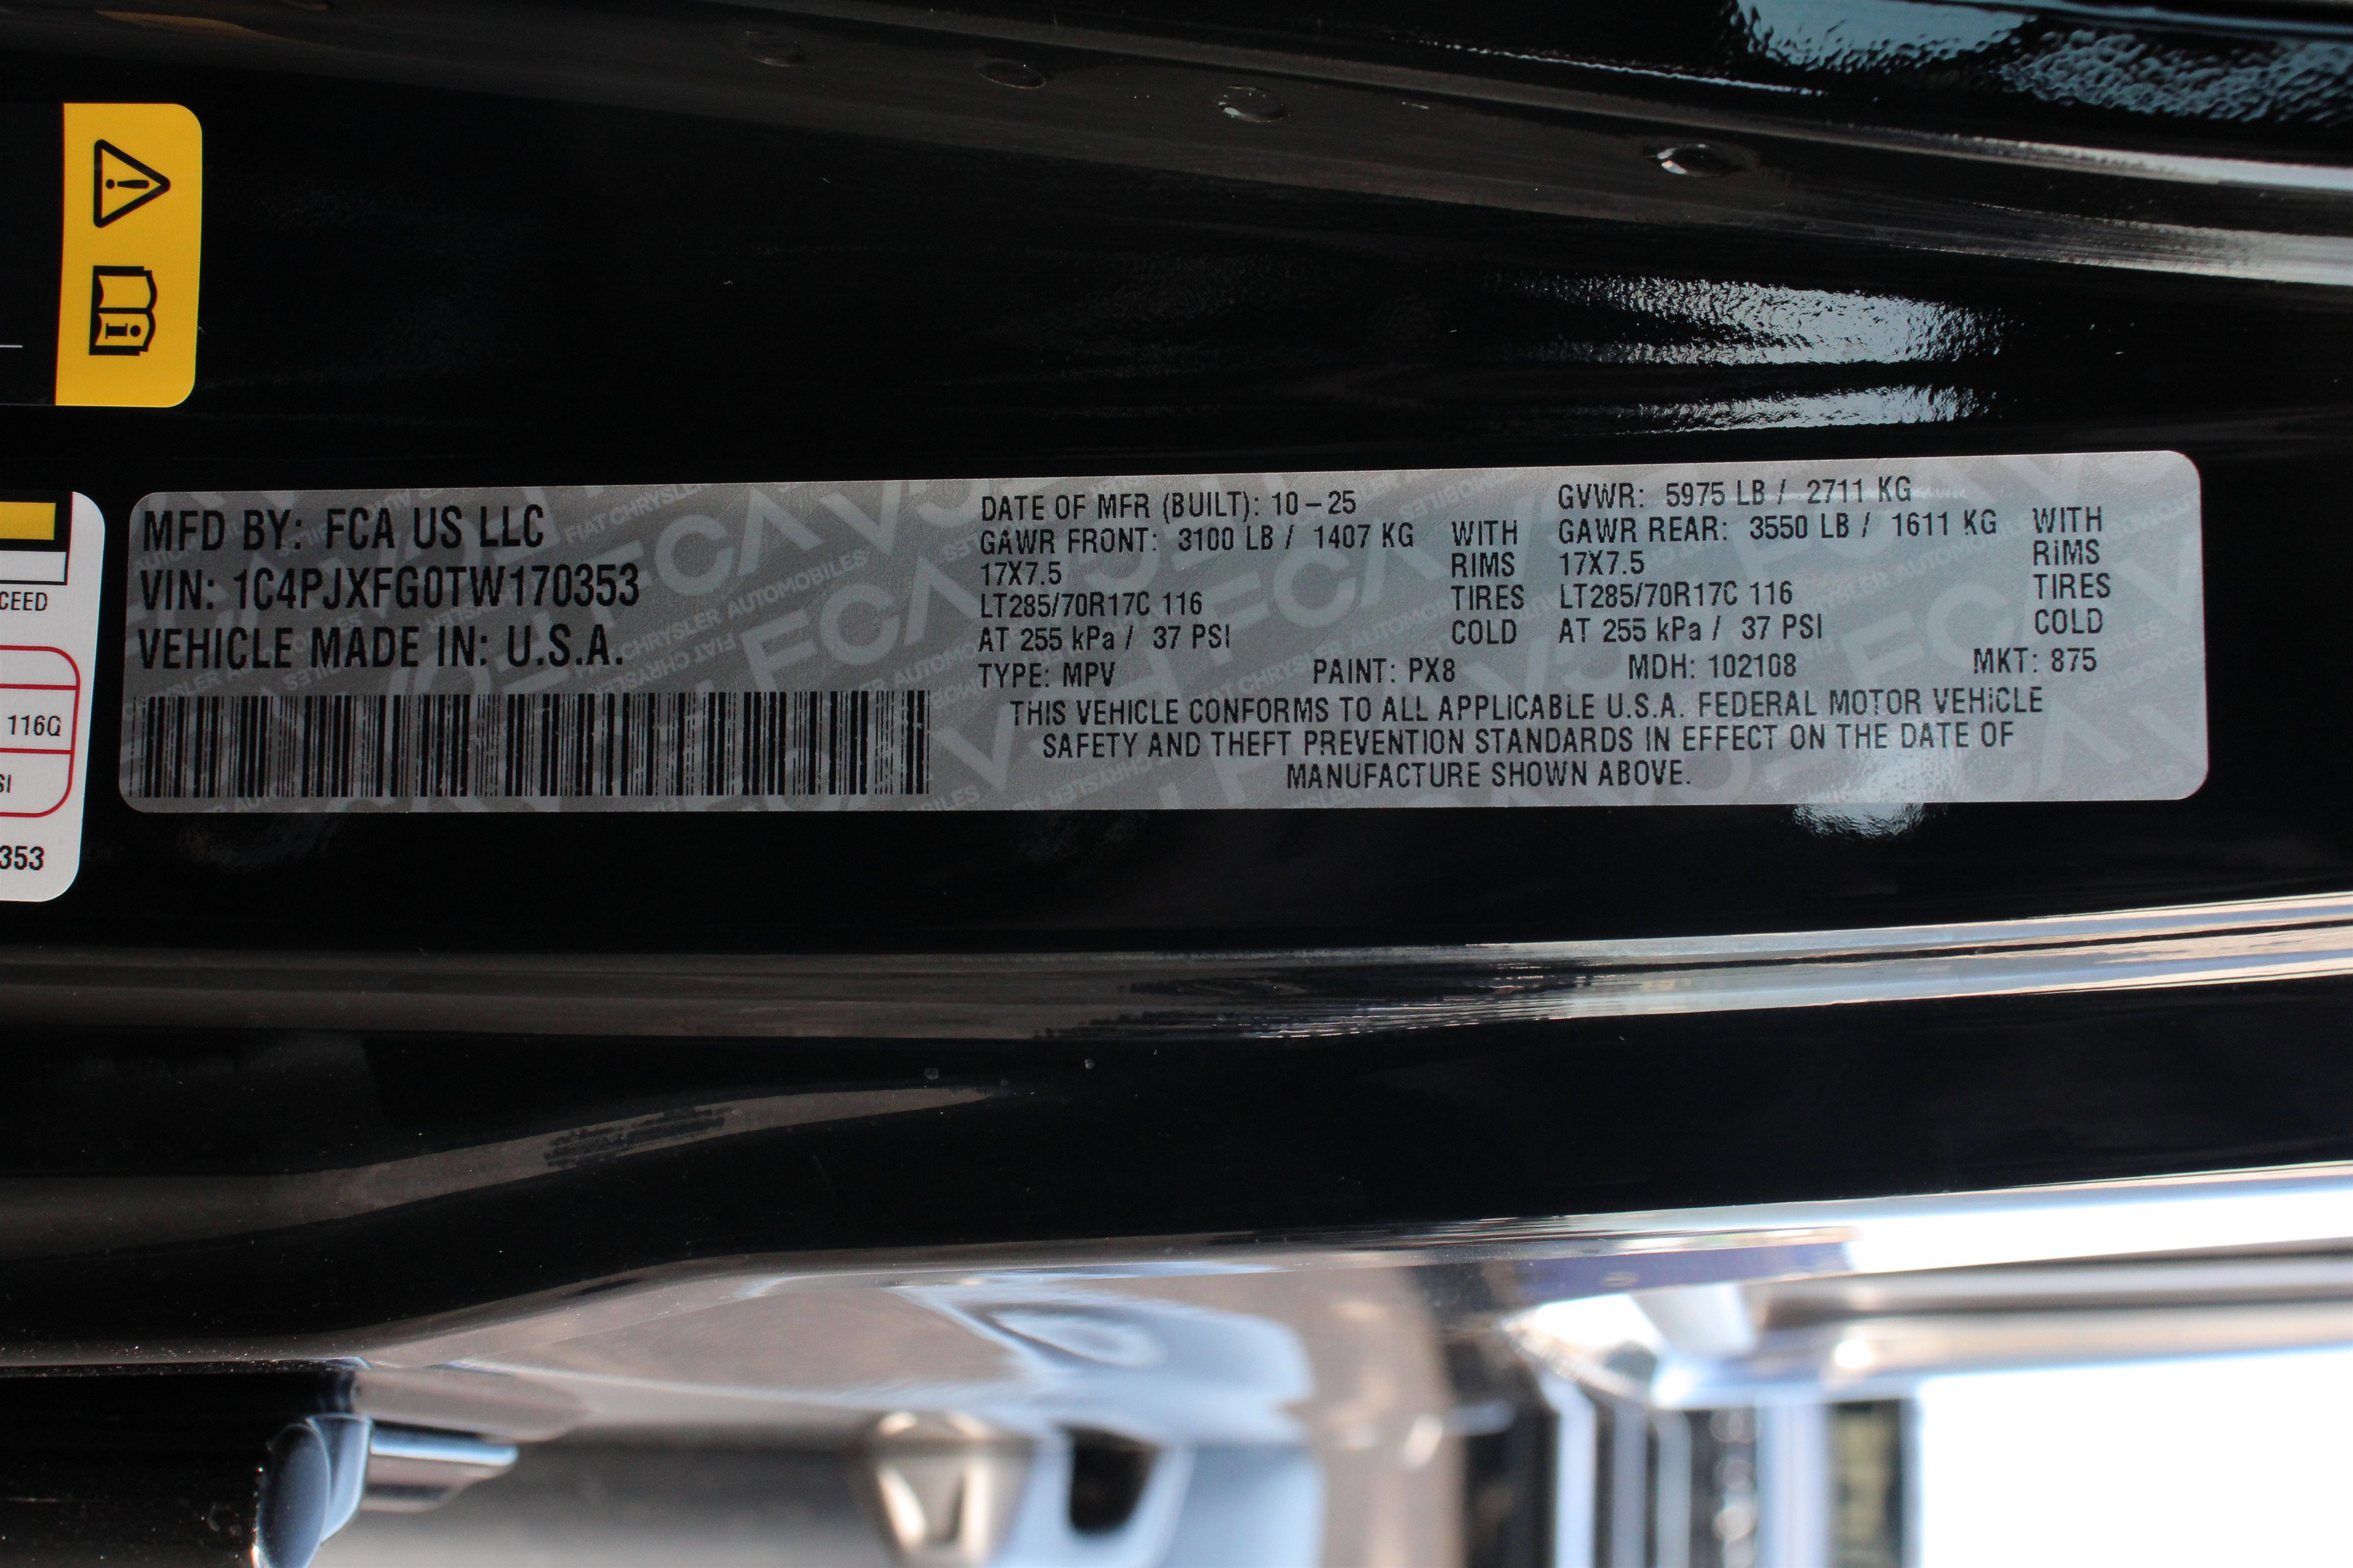 MFD BY: FCA US LLC
VIN: 1C4PJXFG0TW170353
VEHICLE MADE IN: U.S.A.
DATE OF MFR (BUILT): 10-25 GVWR: 5975 LB / 2711 KG
GAWR FRONT: 3100 LB / 1407 KG WITH GAWR REAR: 3550 LB / 1611 KG WITH
17X7.5 RIMS 17X7.5 RIMS
LT285/70R17C 116 TIRES LT285/70R17C 116 TIRES
AT 255 kPa / 37 PSI COLD AT 255 kPa / 37 PSI COLD
TYPE: MPV PAINT: PX8 MDH: 102108 MKT: 875
THIS VEHICLE CONFORMS TO ALL APPLICABLE U.S.A. FEDERAL MOTOR VEHICLE
SAFETY AND THEFT PREVENTION STANDARDS IN EFFECT ON THE DATE OF
MANUFACTURE SHOWN ABOVE.
CEED
116G
SI
353